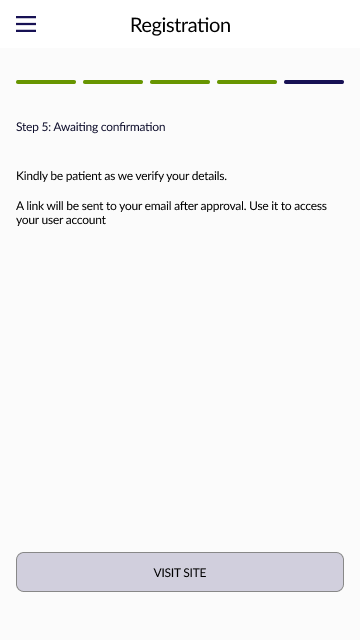 Registration
Step 5: Awaiting confirmation
Kindly be patient as we verify your details.
A link will be sent to your email after approval. Use it to access
your user account
VISIT SITE